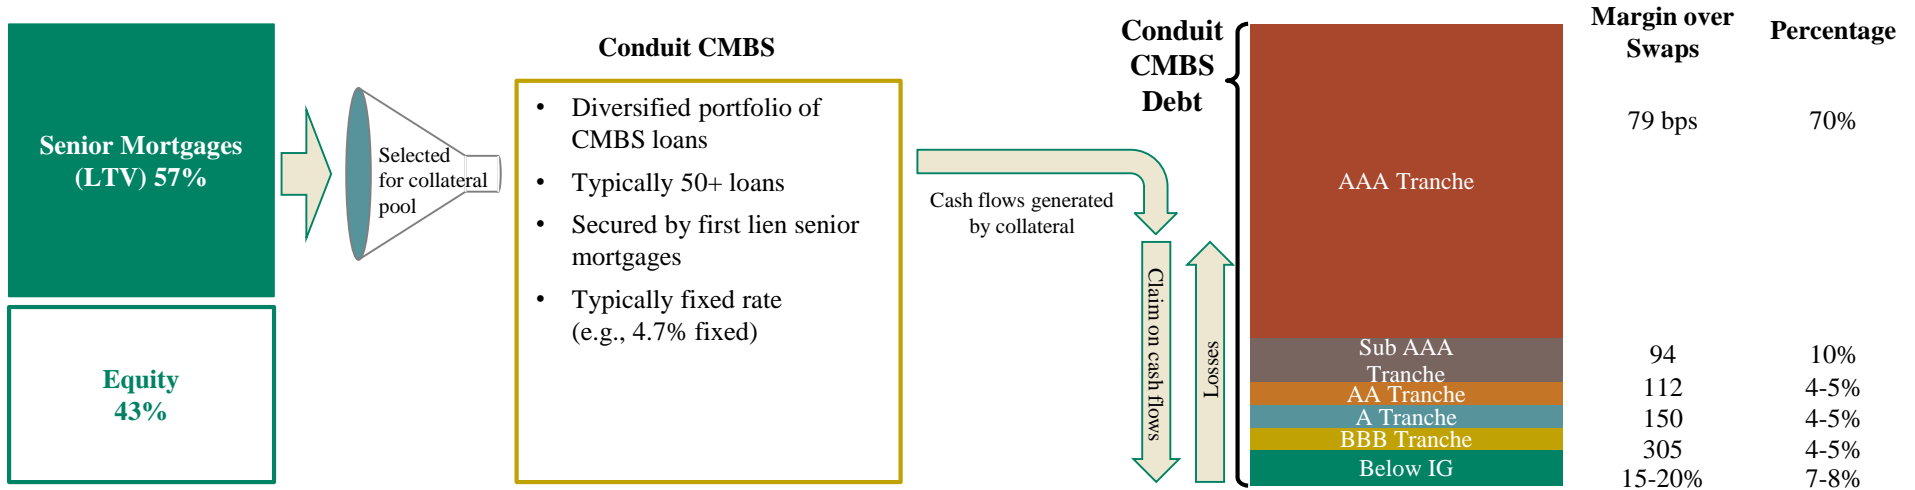 Senior Mortgages
(LTV) 57%
Equity
43%
Selected
for collateral
pool
Conduit CMBS
• Diversified portfolio of
CMBS loans
• Typically 50+ loans
• Secured by first lien senior
mortgages
• Typically fixed rate
(e.g., 4.7% fixed)
Cash flows generated
by collateral
Claim on cash flows
Losses
Conduit
CMBS
Debt
Margin over
Swaps
Percentage
AAA Tranche
79 bps
70%
Sub AAA
Tranche
94
10%
AA Tranche
112
4-5%
A Tranche
150
4-5%
BBB Tranche
305
4-5%
Below IG
15-20%
7-8%